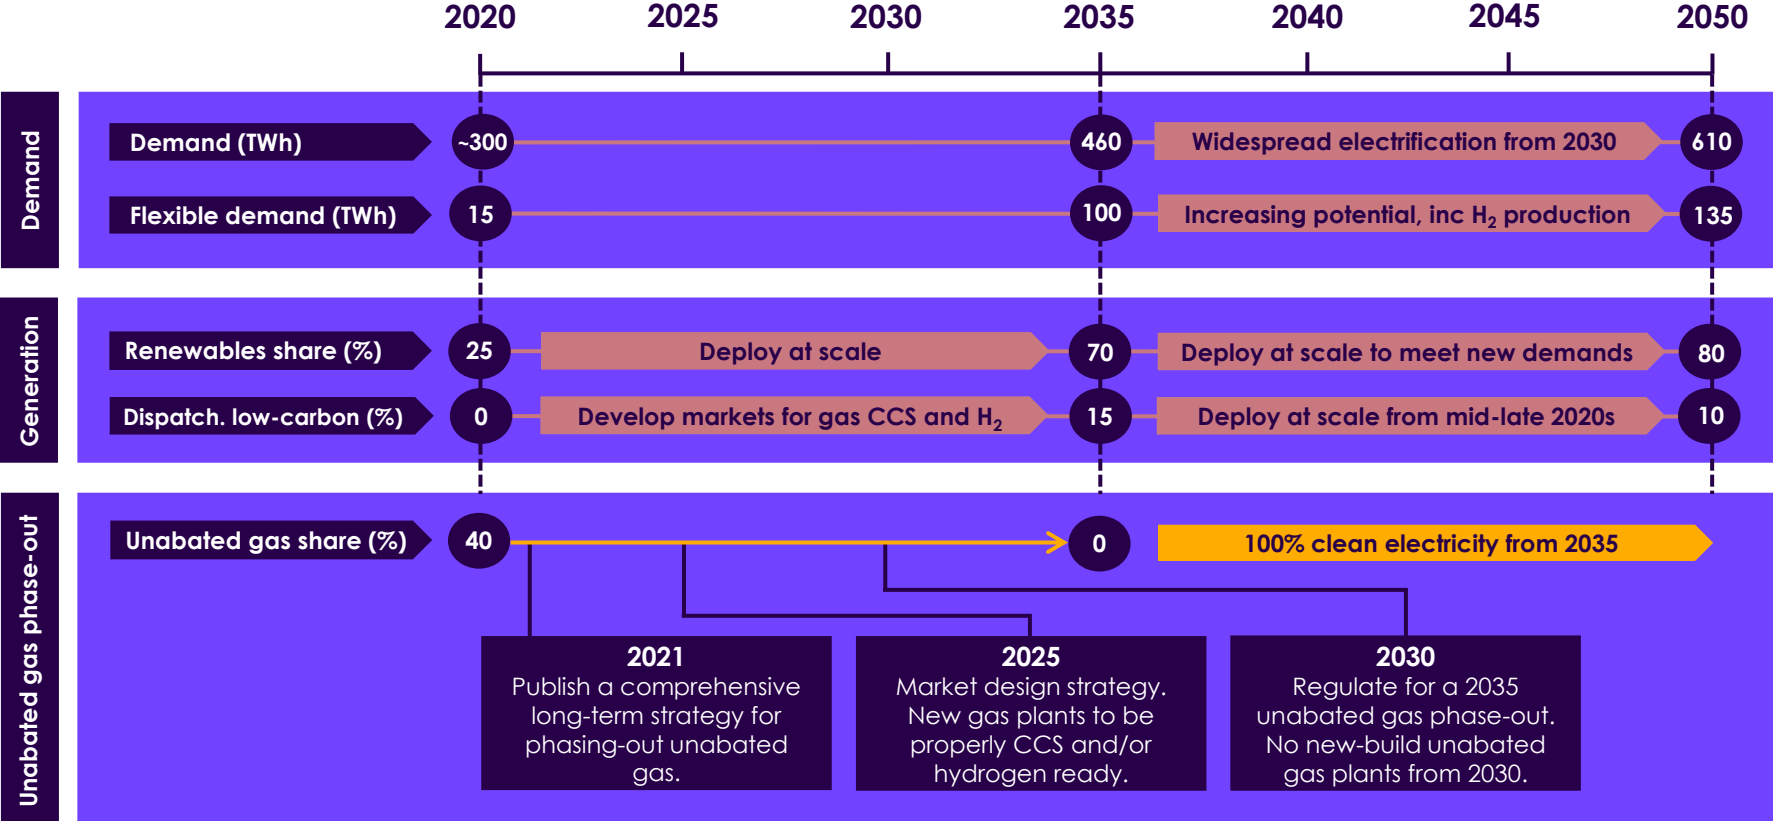 2020 2025 2030 2035 2040 2045 2050
Demand
Demand (TWh) ~300 460 Widespread electrification from 2030 610
Flexible demand (TWh) 15 100 Increasing potential, inc H₂ production 135
Generation
Renewables share (%) 25 Deploy at scale 70 Deploy at scale to meet new demands 80
Dispatch. low-carbon (%) 0 Develop markets for gas CCS and H₂ 15 Deploy at scale from mid-late 2020s 10
Unabated gas phase-out
Unabated gas share (%) 40 0 100% clean electricity from 2035
2021
Publish a comprehensive
long-term strategy for
phasing-out unabated
gas.
2025
Market design strategy.
New gas plants to be
properly CCS and/or
hydrogen ready.
2030
Regulate for a 2035
unabated gas phase-out.
No new-build unabated
gas plants from 2030.